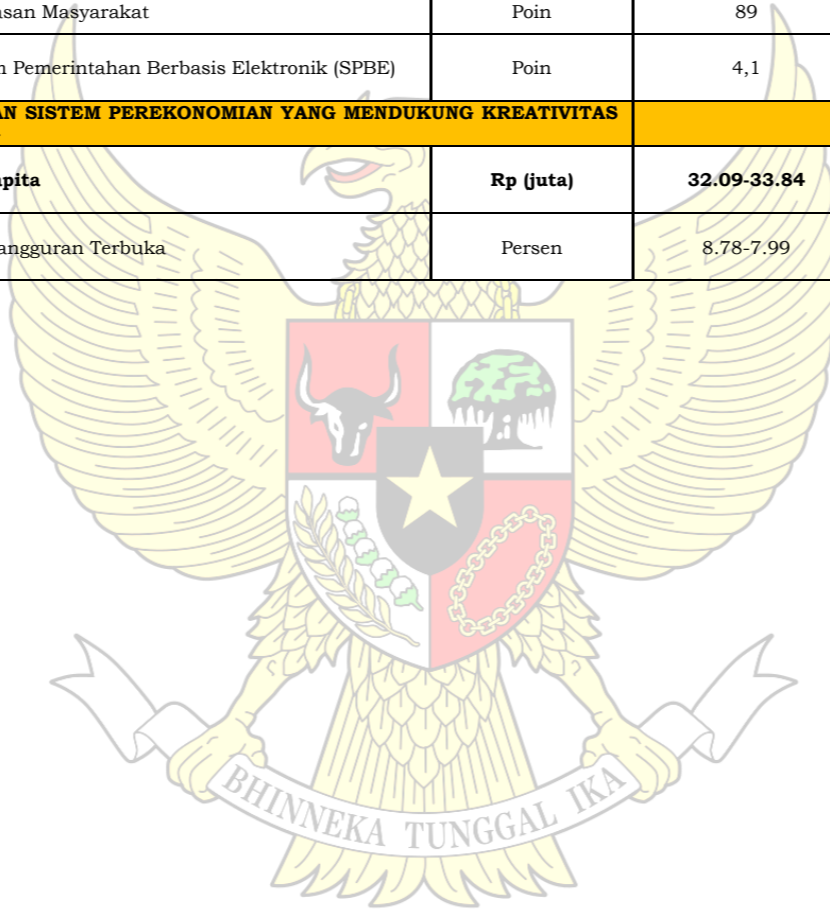 asan Masyarakat Poin 89
n Pemerintahan Berbasis Elektronik (SPBE) Poin 4,1
AN SISTEM PEREKONOMIAN YANG MENDUKUNG KREATIVITAS
apita Rp (juta) 32.09-33.84
angguran Terbuka Persen 8.78-7.99
BHINNEKA TUNGGAL IKA